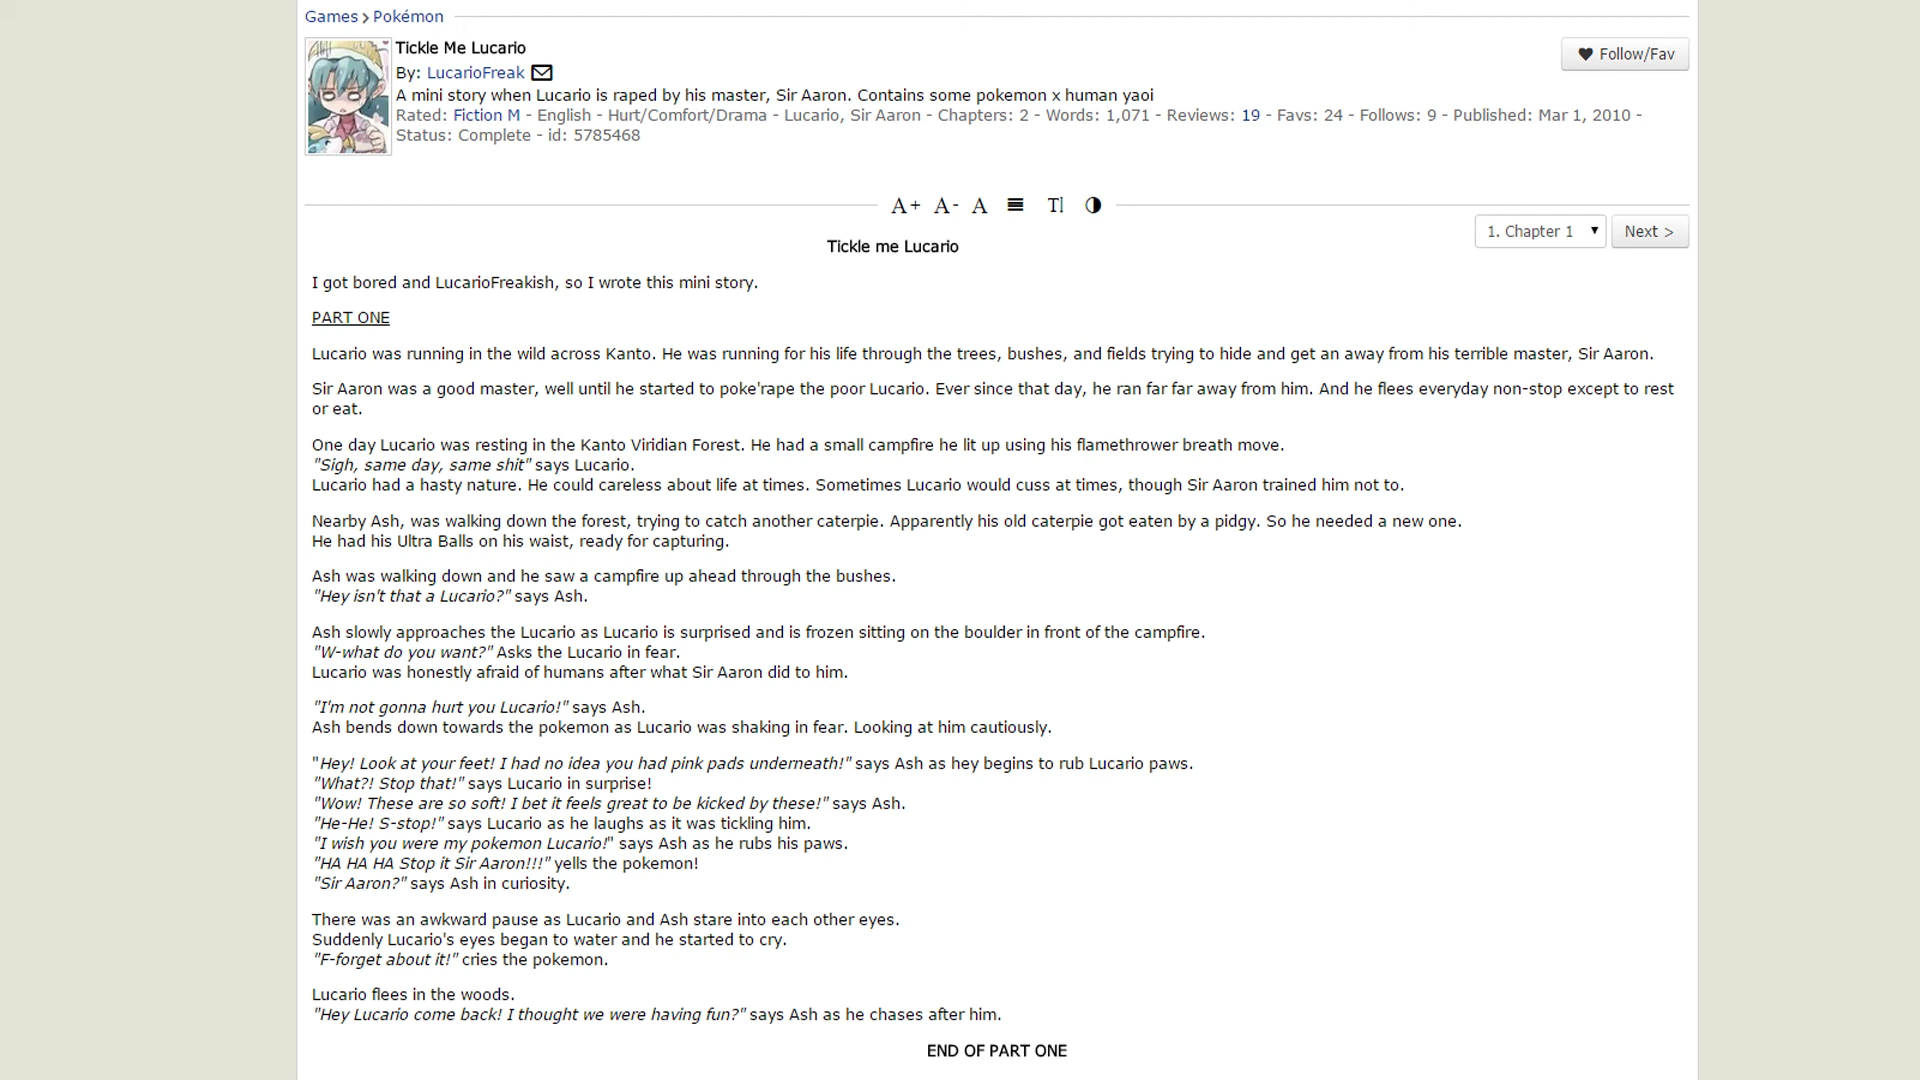 Games > Pokémon
Tickle Me Lucario
Follow/Fav
By: LucarioFreak
A mini story when Lucario is raped by his master, Sir Aaron. Contains some pokemon x human yaoi
Rated: Fiction M - English - Hurt/Comfort/Drama - Lucario, Sir Aaron - Chapters: 2 - Words: 1,071 - Reviews: 19 - Favs: 24 - Follows: 9 - Published: Mar 1, 2010 -
Status: Complete - id: 5785468
A+ A- A T|
1. Chapter 1 Next >
Tickle me Lucario
I got bored and LucarioFreakish, so I wrote this mini story.
PART ONE
Lucario was running in the wild across Kanto. He was running for his life through the trees, bushes, and fields trying to hide and get an away from his terrible master, Sir Aaron.
Sir Aaron was a good master, well until he started to poke'rape the poor Lucario. Ever since that day, he ran far far away from him. And he flees everyday non-stop except to rest
or eat.
One day Lucario was resting in the Kanto Viridian Forest. He had a small campfire he lit up using his flamethrower breath move.
"Sigh, same day, same shit" says Lucario.
Lucario had a hasty nature. He could careless about life at times. Sometimes Lucario would cuss at times, though Sir Aaron trained him not to.
Nearby Ash, was walking down the forest, trying to catch another caterpie. Apparently his old caterpie got eaten by a pidgy. So he needed a new one.
He had his Ultra Balls on his waist, ready for capturing.
Ash was walking down and he saw a campfire up ahead through the bushes.
"Hey isn't that a Lucario?" says Ash.
Ash slowly approaches the Lucario as Lucario is surprised and is frozen sitting on the boulder in front of the campfire.
"W-what do you want?" Asks the Lucario in fear.
Lucario was honestly afraid of humans after what Sir Aaron did to him.
"I'm not gonna hurt you Lucario!" says Ash.
Ash bends down towards the pokemon as Lucario was shaking in fear. Looking at him cautiously.
"Hey! Look at your feet! I had no idea you had pink pads underneath!" says Ash as hey begins to rub Lucario paws.
"What?! Stop that!" says Lucario in surprise!
"Wow! These are so soft! I bet it feels great to be kicked by these!" says Ash.
"He-He! S-stop!" says Lucario as he laughs as it was tickling him.
"I wish you were my pokemon Lucario!" says Ash as he rubs his paws.
"HA HA HA Stop it Sir Aaron!!!" yells the pokemon!
"Sir Aaron?" says Ash in curiosity.
There was an awkward pause as Lucario and Ash stare into each other eyes.
Suddenly Lucario's eyes began to water and he started to cry.
"F-forget about it!" cries the pokemon.
Lucario flees in the woods.
"Hey Lucario come back! I thought we were having fun?" says Ash as he chases after him.
END OF PART ONE